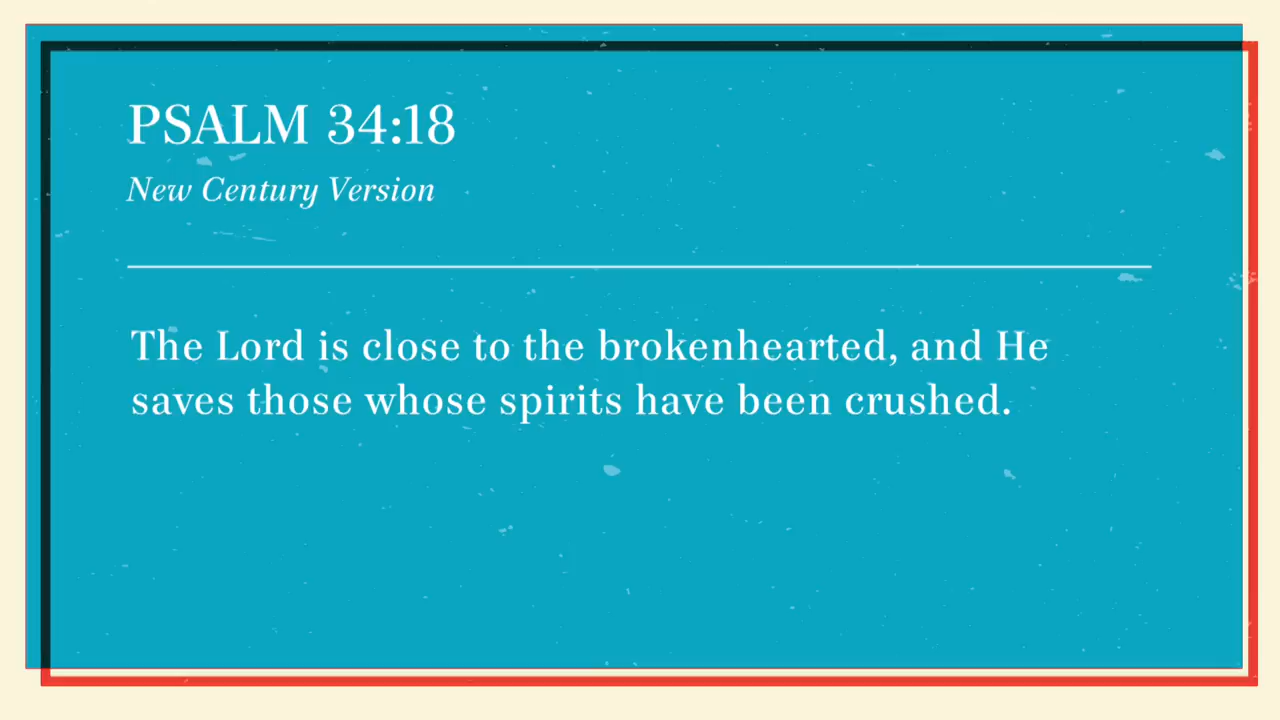 PSALM 34:18
New Century Version
The Lord is close to the brokenhearted, and He
saves those whose spirits have been crushed.